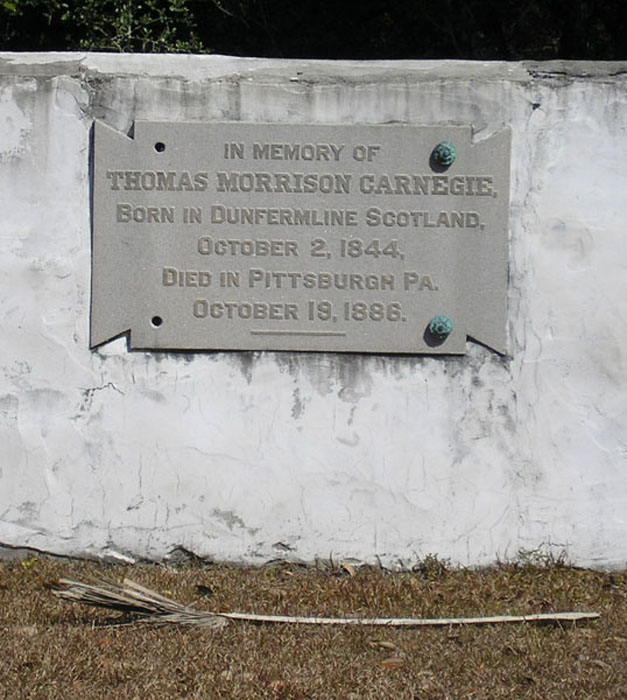 IN MEMORY OF
THOMAS MORRISON CARNEGIE,
BORN IN DUNFERMLINE SCOTLAND,
OCTOBER 2, 1844,
DIED IN PITTSBURGH PA.
OCTOBER 19, 1886.